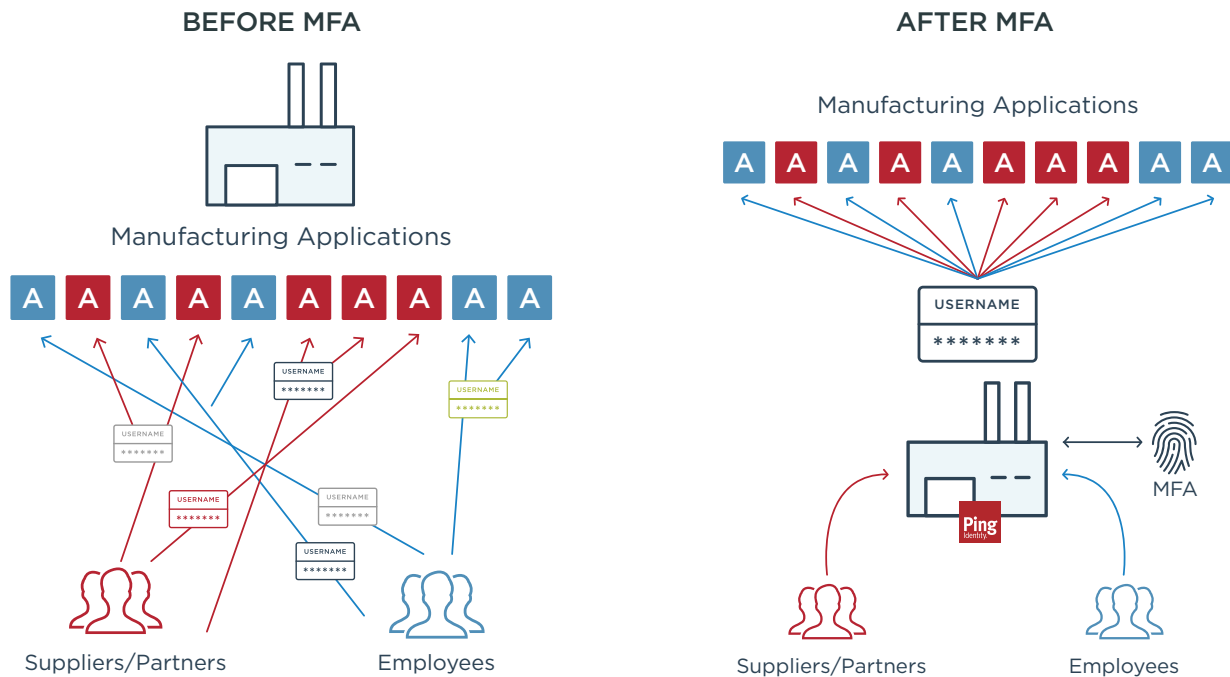 BEFORE MFA
Manufacturing Applications
A A A A A A A A A A
USERNAME
*******
USERNAME
*******
USERNAME
*******
USERNAME
*******
USERNAME
*******
USERNAME
*******
Suppliers/Partners
Employees
AFTER MFA
Manufacturing Applications
A A A A A A A A A A
USERNAME
*******
MFA
Ping
Identity.
Suppliers/Partners
Employees